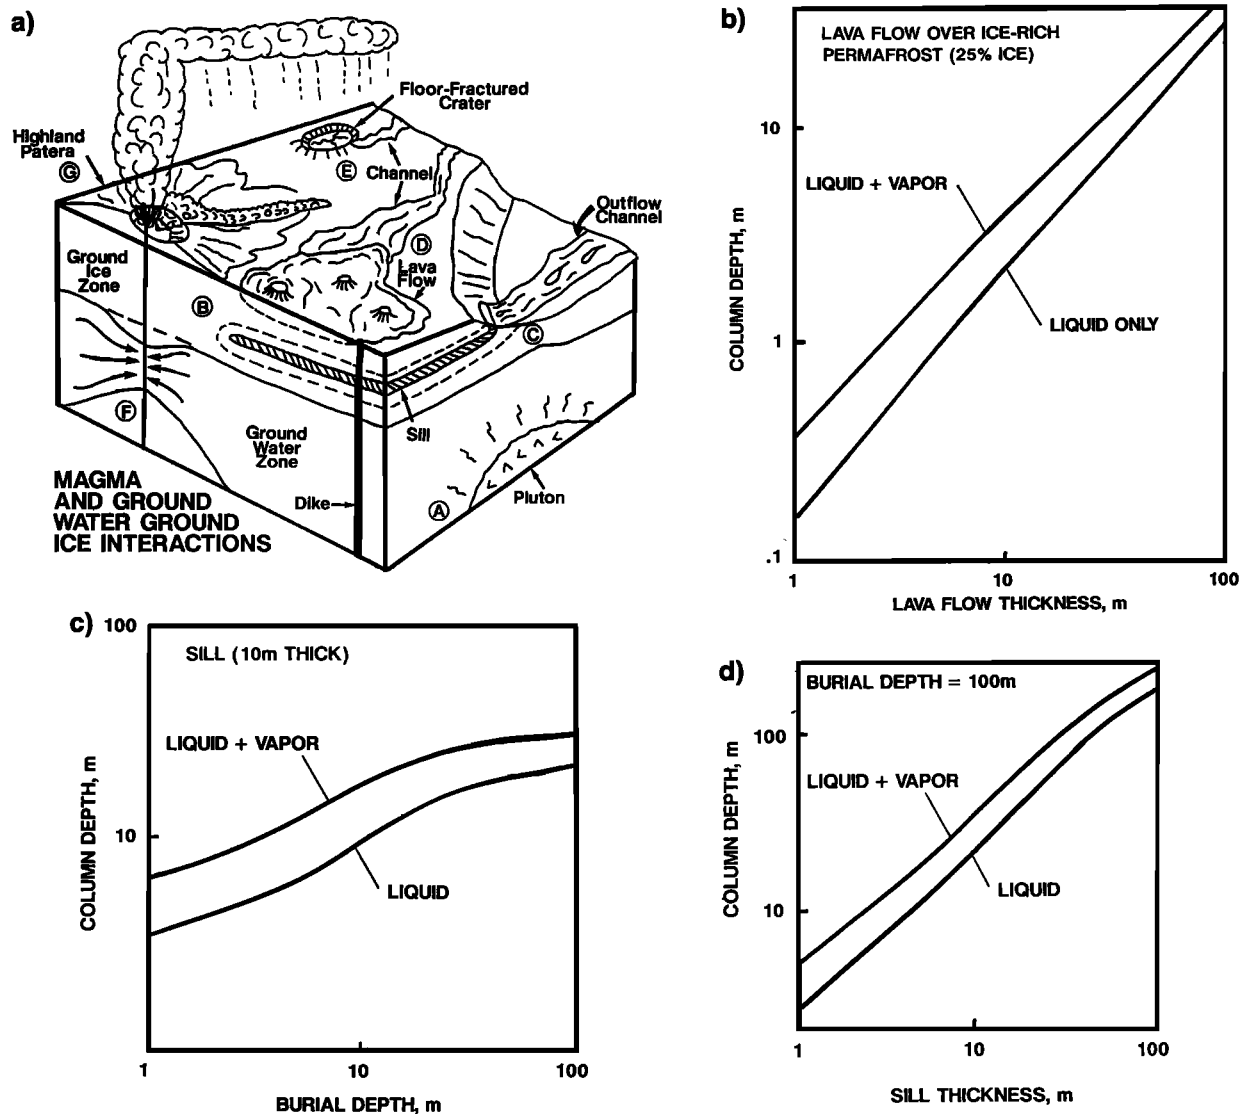 a)
Floor-Fractured
Crater
Highland
Patera
G
E
Channel
Outflow
Channel
Ground
Ice
Zone
D
Lava
Flow
B
C
F
Ground
Water
Zone
Sill
MAGMA
AND GROUND
WATER GROUND
ICE INTERACTIONS
Dike
A
Pluton
b)
LAVA FLOW OVER ICE-RICH
PERMAFROST (25% ICE)
10
LIQUID + VAPOR
COLUMN DEPTH, m
1
LIQUID ONLY
.1
1
10
100
LAVA FLOW THICKNESS, m
c)
100
SILL (10m THICK)
LIQUID + VAPOR
COLUMN DEPTH, m
10
LIQUID
1
10
100
BURIAL DEPTH, m
d)
BURIAL DEPTH = 100m
100
LIQUID + VAPOR
COLUMN DEPTH, m
LIQUID
10
1
10
100
SILL THICKNESS, m